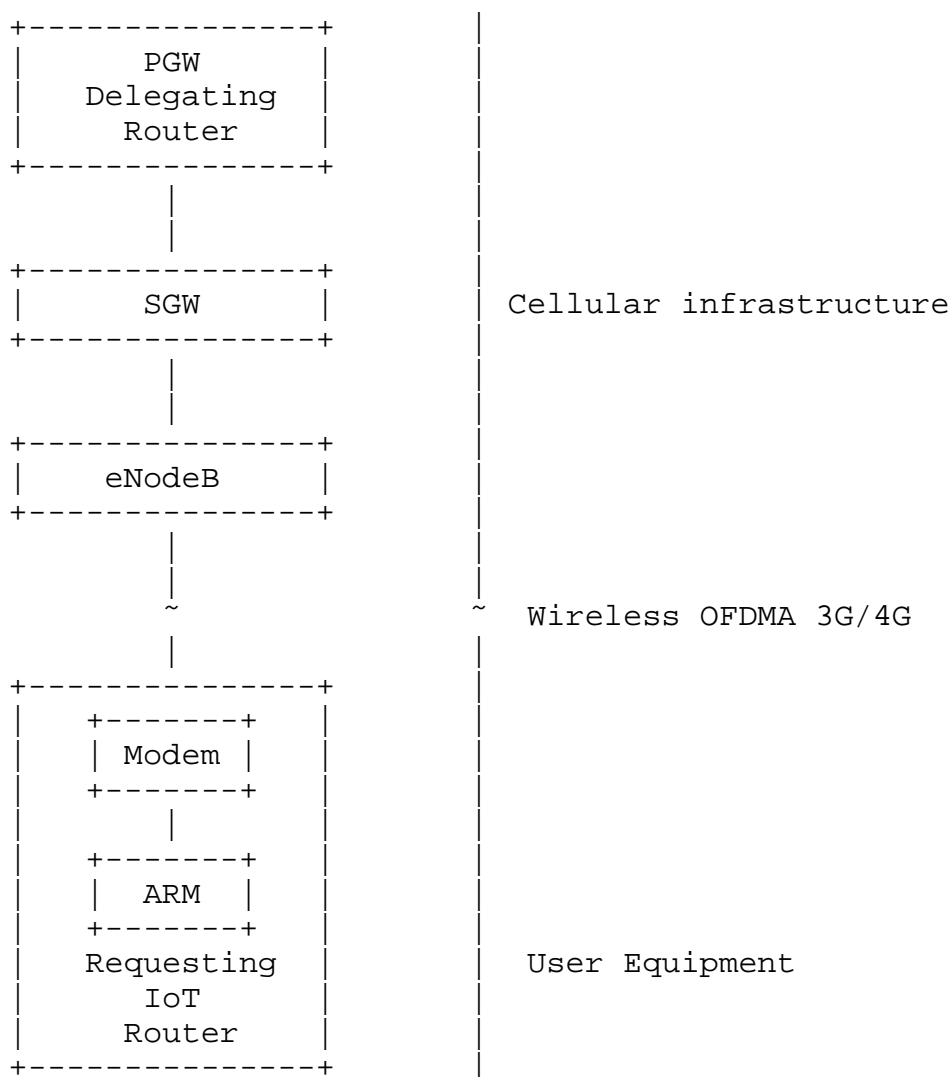 PGW
Delegating
Router
SGW
Cellular infrastructure
eNodeB
Wireless OFDMA 3G/4G
Modem
ARM
Requesting
User Equipment
IoT
Router